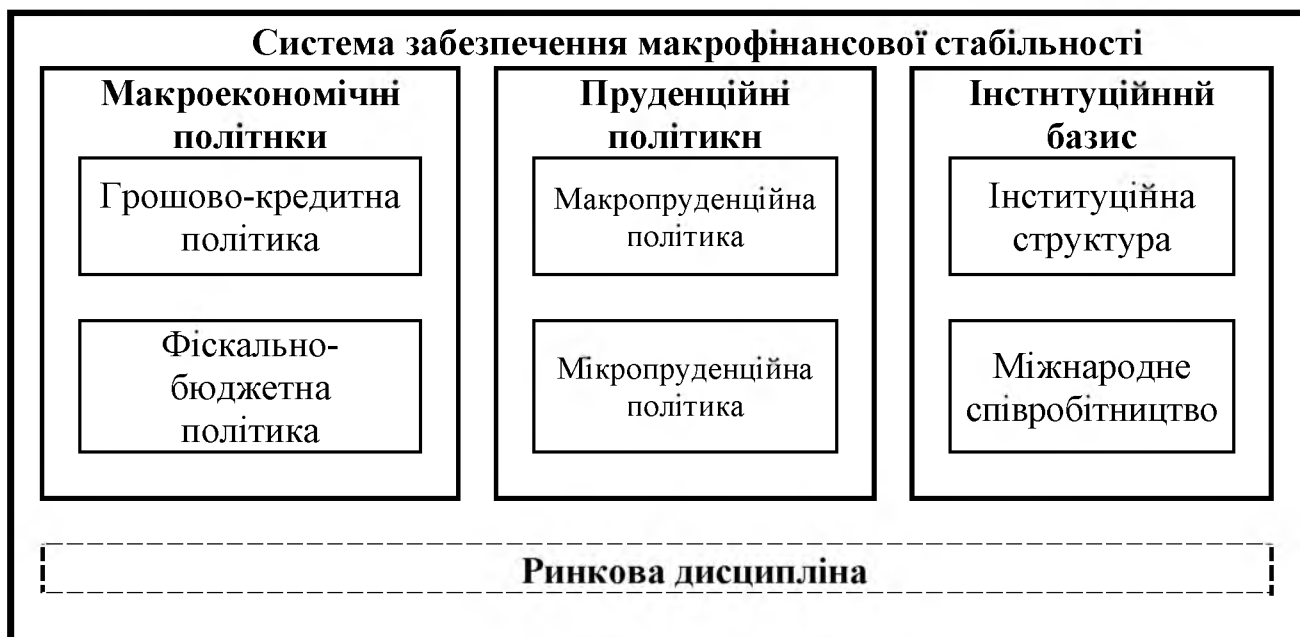 Система забезпечення макрофінансової стабільності
Макроекономічні
політнки
Грошово-кредитна
політика
Фіскально-
бюджетна
політика
Пруденційні
політикн
Макропруденційна
політика
Мікропруденційна
політика
Інстнтуційннй
базис
Інституційна
структура
Міжнародне
співробітництво
Ринкова дисципліна